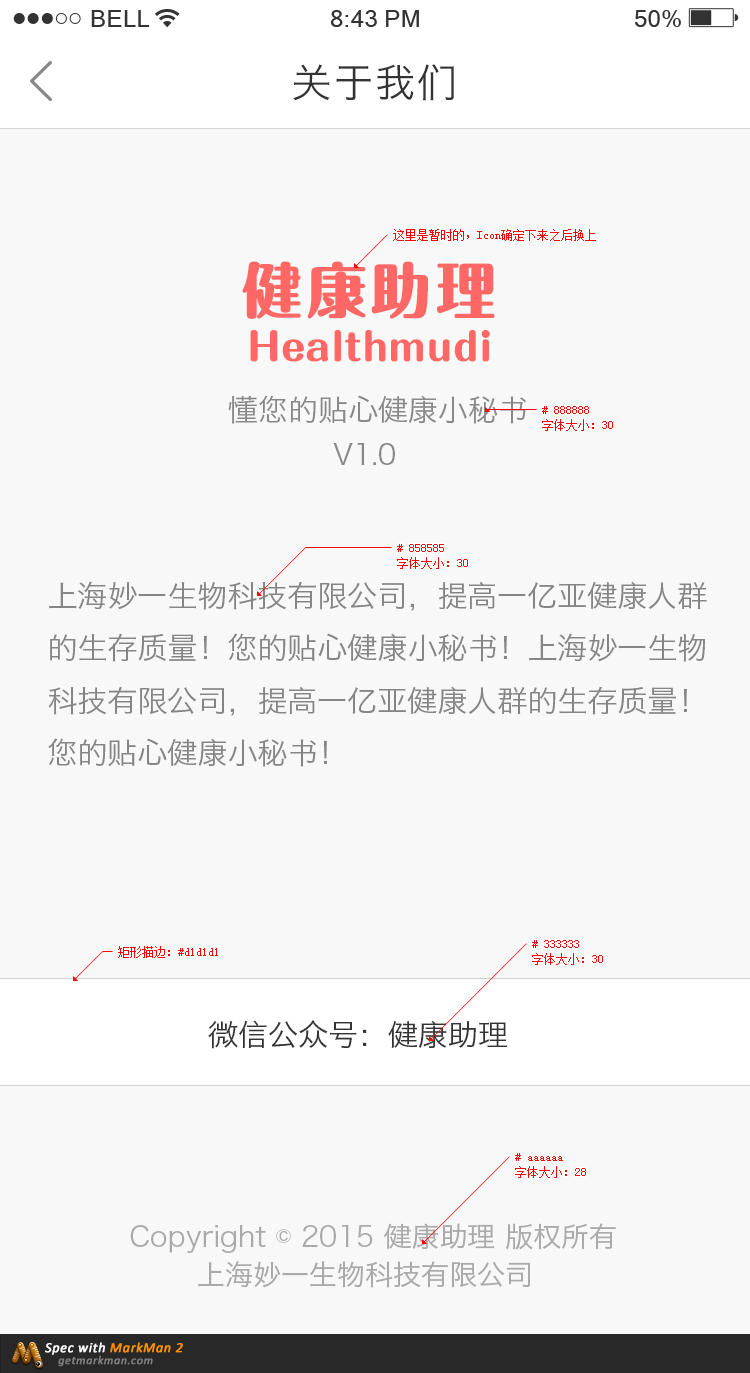 ●●●○○ BELL 8:43 PM 50%
关于我们
这里是暂时的，Icon确定下来之后换上
健康助理
Healthmudi
懂您的贴心健康小秘书
# 888888
字体大小：30
V1.0
# 858585
字体大小：30
上海妙一生物科技有限公司，提高一亿亚健康人群
的生存质量！您的贴心健康小秘书！上海妙一生物
科技有限公司，提高一亿亚健康人群的生存质量！
您的贴心健康小秘书！
矩形描边：#d1d1d1
# 333333
字体大小：30
微信公众号：健康助理
# aaaaaa
字体大小：28
Copyright © 2015 健康助理 版权所有
上海妙一生物科技有限公司
Spec with MarkMan 2
getmarkman.com